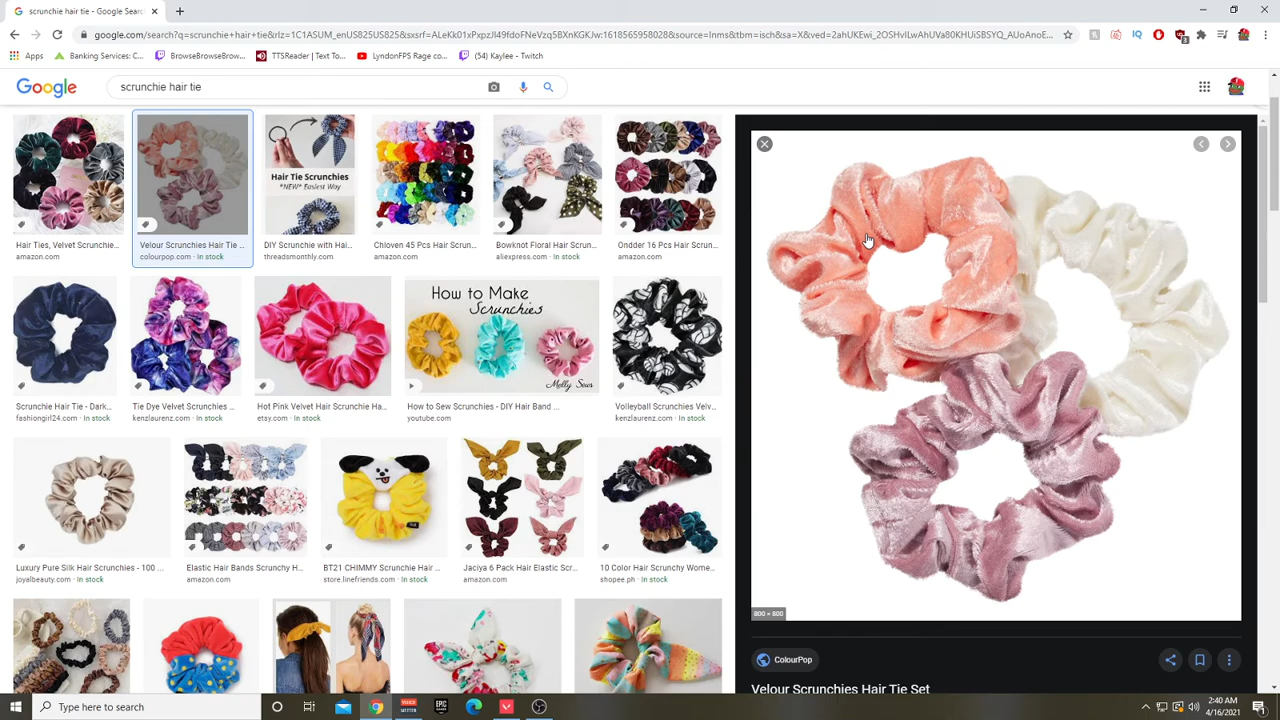 scrunchie hair tie - Google Sear
google.com/search?q=scrunchie+hair+tie&rlz=1C1ASUM_enUS825US825&sxsrf=ALeKk01xPxpzJI49fdoFNeVzq5BXnKGKJw:1618565958028&source=lnms&tbm=isch&sa=X&ved=2ahUKEwi_2OSHvlLwAhUVa80KHUiSBSYQ_AUoAnoE...
Apps
Banking Services: C...
BrowseBrowseBrow...
TTSReader | Text To...
LyndonFPS Rage co...
(54) Kaylee - Twitch
Google
scrunchie hair tie
Hair Scrunchies
*NEW* Easiest Way
Hair Ties, Velvet Scrunchie...
amazon.com
Velour Scrunchies Hair Tie ...
colourpop.com · In stock
DIY Scrunchie with Hai...
threadsmonthly.com
Chloven 45 Pcs Hair Scrun...
amazon.com
Bowknot Floral Hair Scrun...
aliexpress.com · In stock
Ondder 16 Pcs Hair Scrun...
amazon.com
How to Make
Scrunchies
Melly Sews
Scrunchie Hair Tie - Dark...
fashiongirl24.com · In stock
Tie Dye Velvet Scrunchies ...
kenzlaurenz.com · In stock
Hot Pink Velvet Hair Scrunchie Ha...
etsy.com · In stock
How to Sew Scrunchies - DIY Hair Band ...
youtube.com
Volleyball Scrunchies Velv...
kenzlaurenz.com · In stock
Luxury Pure Silk Hair Scrunchies - 100 ...
joyalbeauty.com · In stock
Elastic Hair Bands Scrunchy H...
amazon.com
BT21 CHIMMY Scrunchie Hair ...
store.linefriends.com · In stock
Jaciya 6 Pack Hair Elastic Scr...
amazon.com
10 Color Hair Scrunchy Wome...
shopee.ph · In stock
800 × 800
ColourPop
Velour Scrunchies Hair Tie Set
Type here to search
VOICE
METER
EPIC
GAMES
2:40 AM
4/16/2021